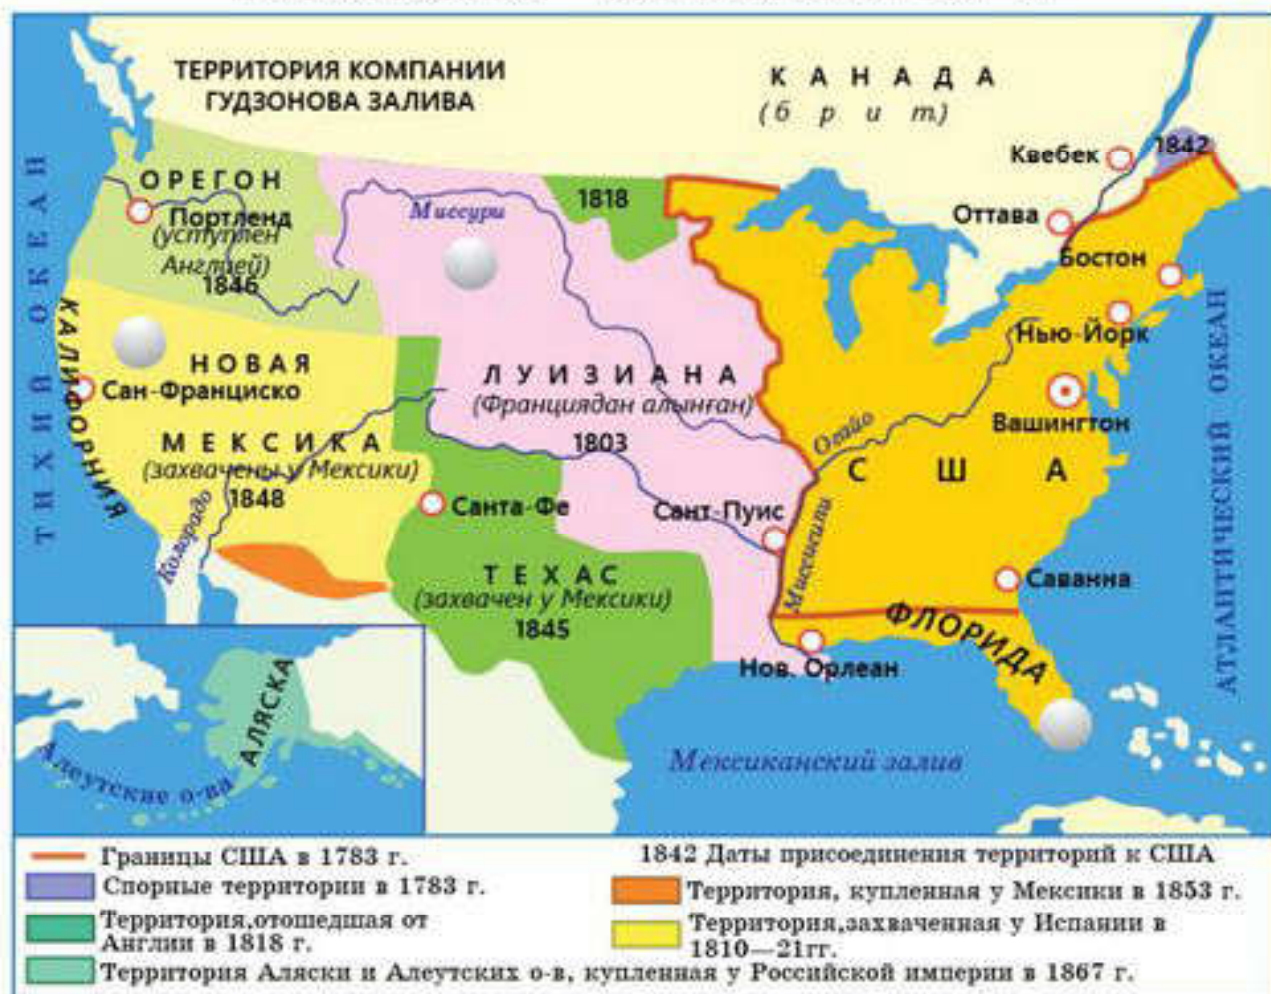 ТЕРРИТОРИЯ КОМПАНИИ
ГУДЗОНОВА ЗАЛИВА
КАНАДА
(брит.)
1842
Квебек
Оттава
Бостон
Нью-Йорк
Вашингтон
ОРЕГОН
Портленд
(уступлен
Англией)
1846
Миссури
1818
ТИХИЙ ОКЕАН
КАЛИФОРНИЯ
НОВАЯ
Сан-Франциско
МЕКСИКА
(захвачены у Мексики)
1848
Колорадо
ЛУИЗИАНА
(Франциядан алынған)
1803
Огайо
США
Санта-Фе
Сент-Пуис
Миссисипи
ТЕХАС
(захвачен у Мексики)
1845
Саванна
ФЛОРИДА
Нов. Орлеан
АТЛАНТИЧЕСКИЙ ОКЕАН
Мексиканский залив
АЛЯСКА
Алеутские о-ва
Границы США в 1783 г.
1842 Даты присоединения территорий к США
Спорные территории в 1783 г.
Территория, купленная у Мексики в 1853 г.
Территория,отошедшая от
Англии в 1818 г.
Территория,захваченная у Испании в
1810—21гг.
Территория Аляски и Алеутских о-в, купленная у Российской империи в 1867 г.